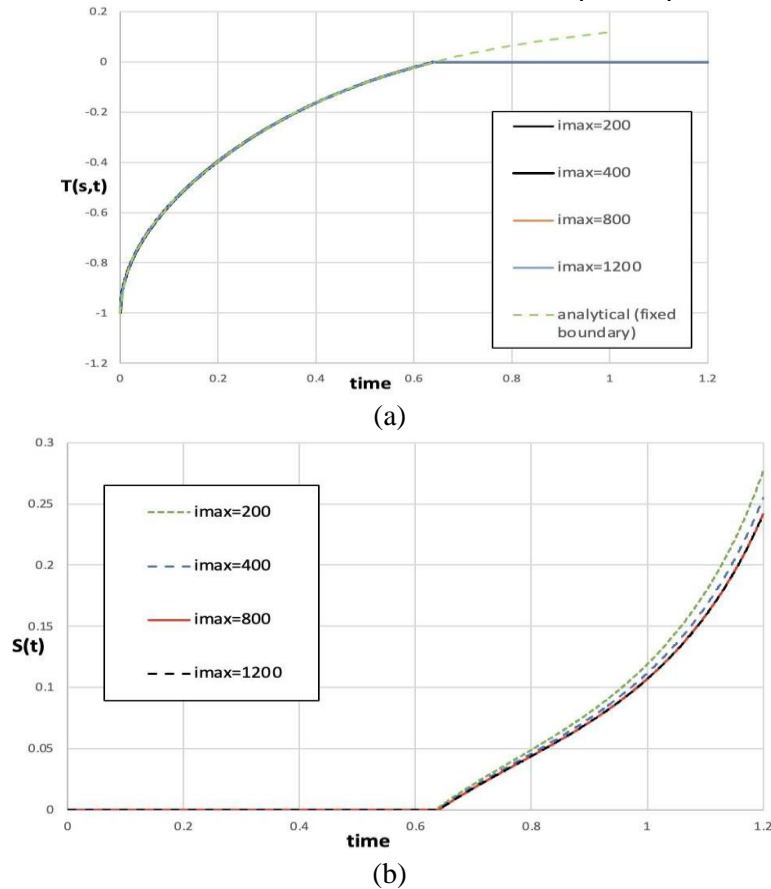 0
-0.2
-0.4
T(s,t)
-0.6
-0.8
-1
-1.2
0 0.2 0.4 0.6 0.8 1 1.2
time
imax=200
imax=400
imax=800
imax=1200
analytical (fixed
boundary)
(a)
0.3
0.25
0.2
0.15
S(t)
0.1
0.05
0
0 0.2 0.4 0.6 0.8 1 1.2
time
imax=200
imax=400
imax=800
imax=1200
(b)